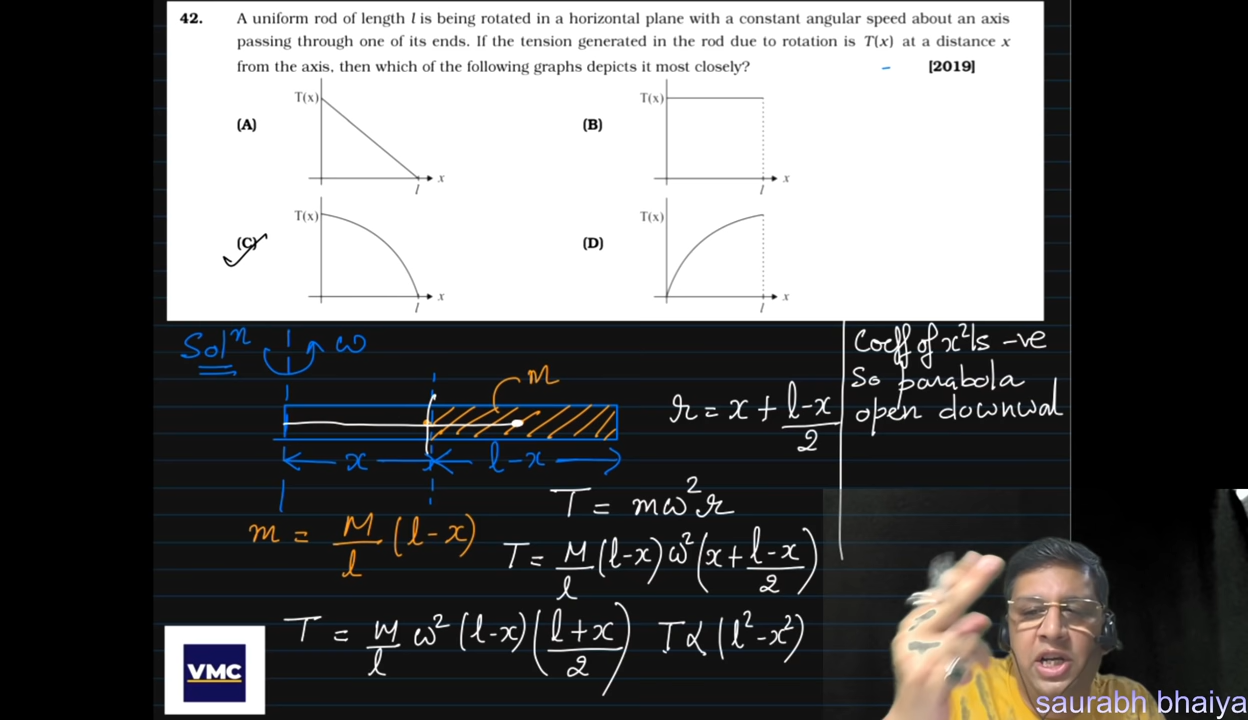 42. A uniform rod of length l is being rotated in a horizontal plane with a constant angular speed about an axis
passing through one of its ends. If the tension generated in the rod due to rotation is T(x) at a distance x
from the axis, then which of the following graphs depicts it most closely? [2019]
(A) T(x) x l
(B) T(x) x l
(C) T(x) x l
(D) T(x) x l
Solⁿ ω
m
x l-x
r = x + (l-x)/2
Coeff of x² is -ve
So parabola
open downwal
T = mω²r
m = M/l (l-x)
T = M/l (l-x) ω² (x + (l-x)/2)
T = M/l ω² (l-x) ((l+x)/2) T ∝ (l²-x²)
VMC
saurabh bhaiya